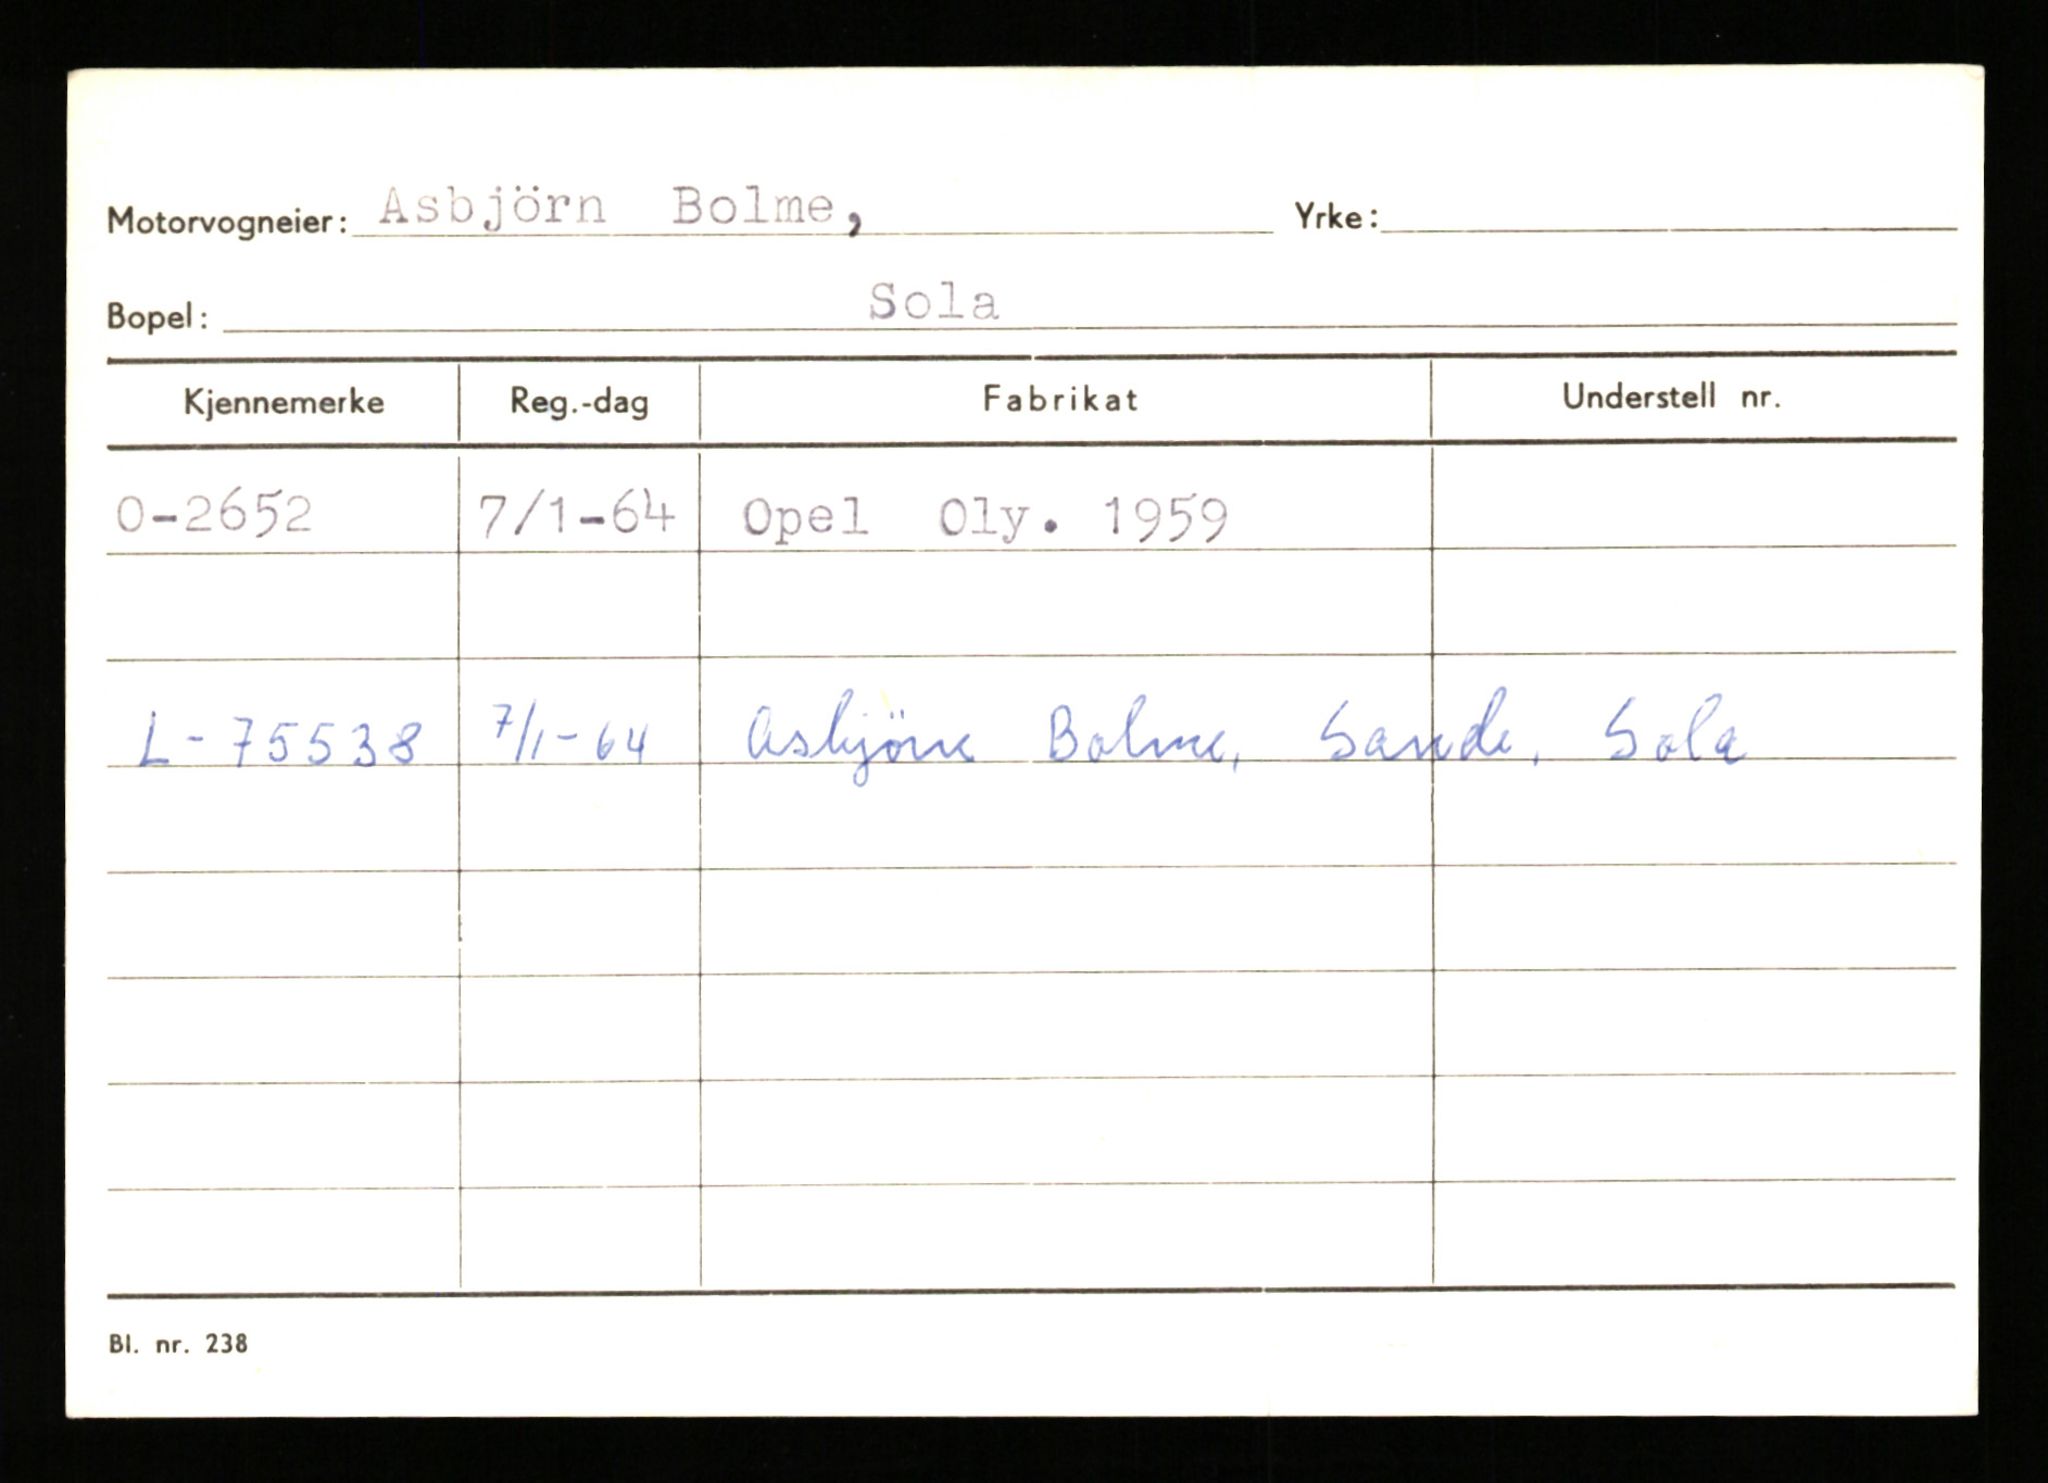 Motorvogneier: Asbjörn Bolme, Yrke:
Bopel: Sola
Kjennemerke Reg.-dag Fabrikat Understell nr.
O-2652 7/1-64 Opel Oly. 1959
L-75538 7/1-64 Asbjörn Bolme, Sande, Sola
Bl. nr. 238